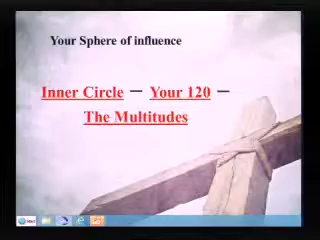 Your Sphere of influence
Inner Circle – Your 120 –
The Multitudes